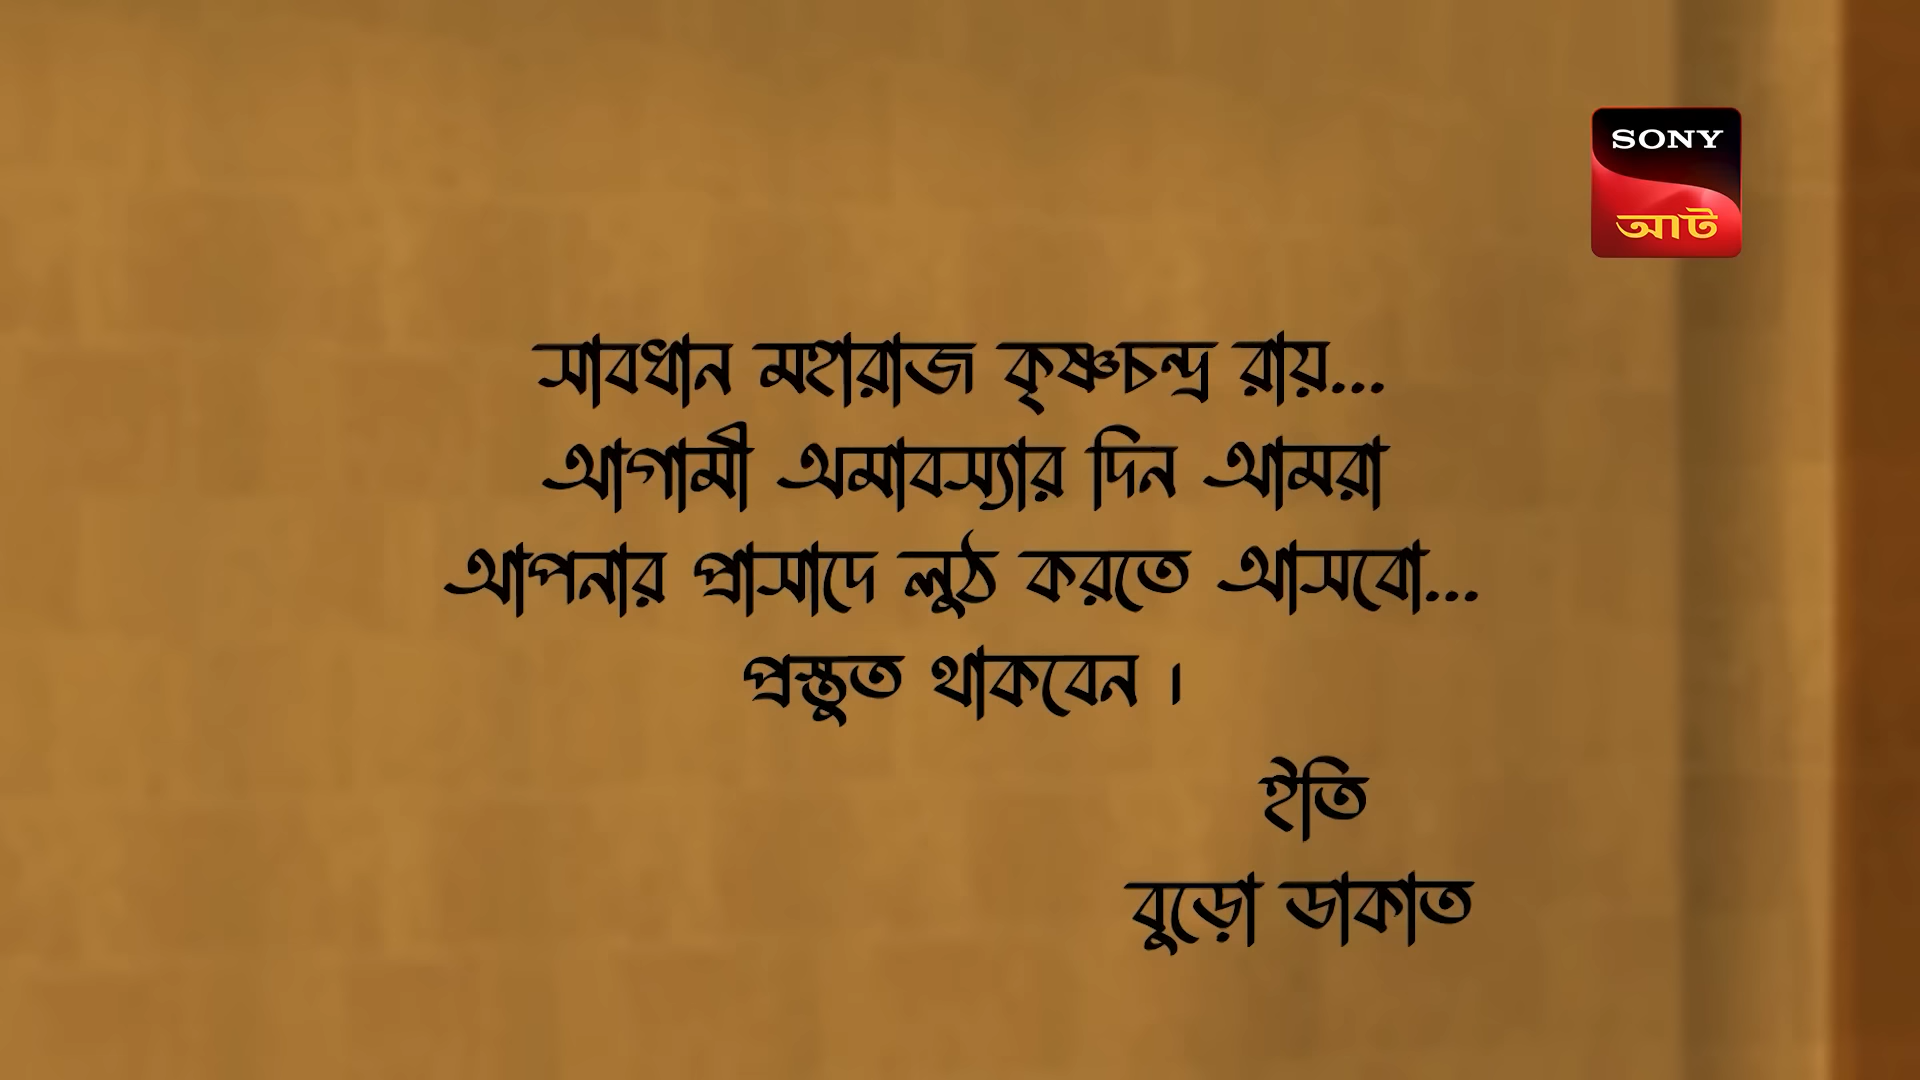 SONY
আট
সাবধান মহারাজ কৃষ্ণচন্দ্র রায়...
আগামী অমাবস্যার দিন আমরা
আপনার প্রাসাদে লুঠ করতে আসবো...
প্রস্তুত থাকবেন ।
ইতি
বুড়ো ডাকাত